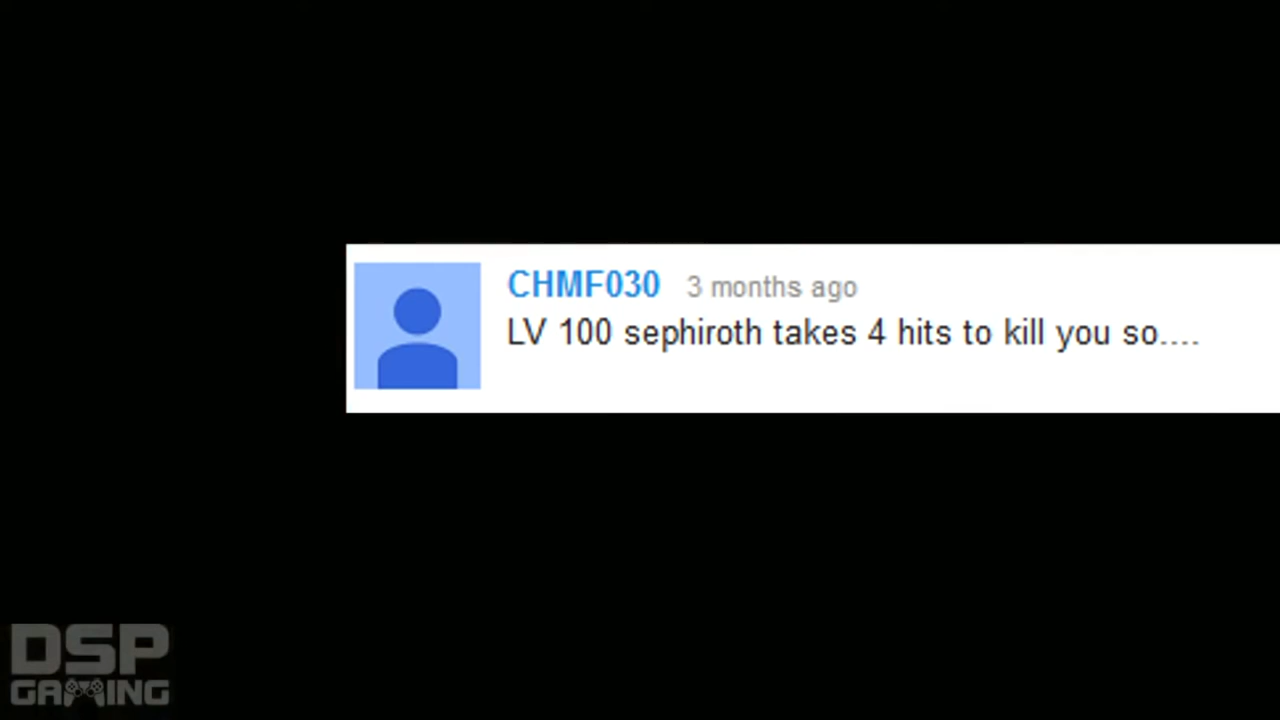 CHMF030 3 months ago
LV 100 sephiroth takes 4 hits to kill you so....
DSP
GAMING